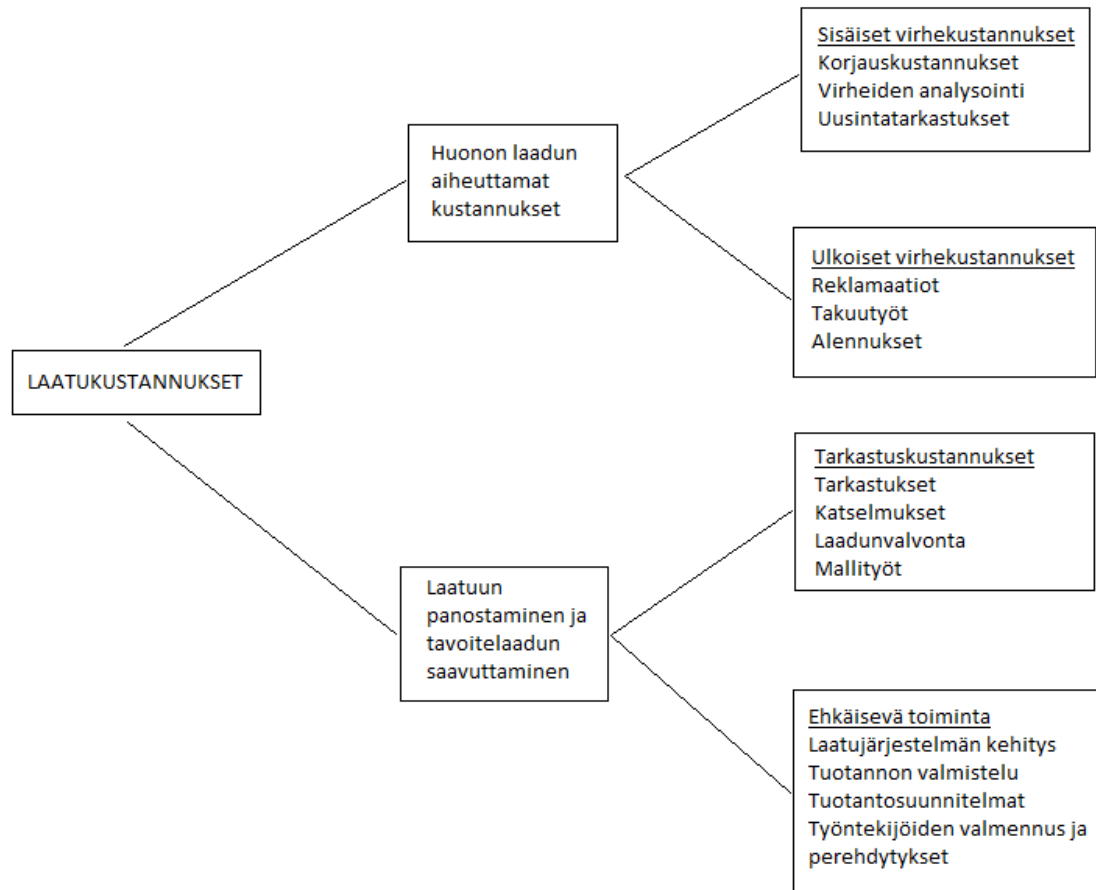 Sisäiset virhekustannukset
Korjauskustannukset
Virheiden analysointi
Uusintatarkastukset
Huonon laadun
aiheuttamat
kustannukset
Ulkoiset virhekustannukset
Reklamaatiot
Takuutyöt
Alennukset
LAATUKUSTANNUKSET
Tarkastuskustannukset
Tarkastukset
Katselmukset
Laadunvalvonta
Mallityöt
Laatuun
panostaminen ja
tavoitelaadun
saavuttaminen
Ehkäisevä toiminta
Laatujärjestelmän kehitys
Tuotannon valmistelu
Tuotantosuunnitelmat
Työntekijöiden valmennus ja
perehdytykset